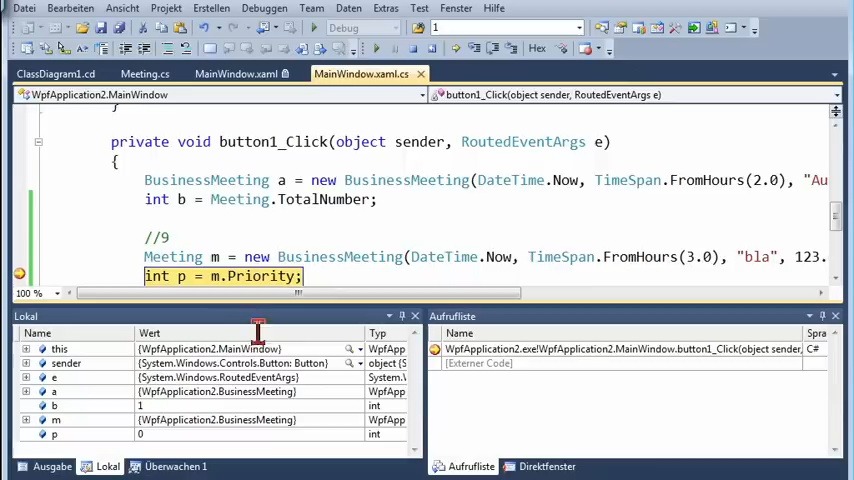 Datei Bearbeiten Ansicht Projekt Erstellen Debuggen Team Daten Extras Test Fenster Hilfe
Debug 1
Hex
ClassDiagram1.cd Meeting.cs MainWindow.xaml MainWindow.xaml.cs
WpfApplication2.MainWindow button1_Click(object sender, RoutedEventArgs e)
}
private void button1_Click(object sender, RoutedEventArgs e)
{
BusinessMeeting a = new BusinessMeeting(DateTime.Now, TimeSpan.FromHours(2.0), "Au
int b = Meeting.TotalNumber;
//9
Meeting m = new BusinessMeeting(DateTime.Now, TimeSpan.FromHours(3.0), "bla", 123.
int p = m.Priority;
100 %
Lokal Aufrufliste
Name Wert Typ Name Spra
this {WpfApplication2.MainWindow} WpfApp WpfApplication2.exe!WpfApplication2.MainWindow.button1_Click(object sender, C#
sender {System.Windows.Controls.Button: Button} object { [Externer Code]
e {System.Windows.RoutedEventArgs} System.\
a {WpfApplication2.BusinessMeeting} WpfApp
b 1 int
m {WpfApplication2.BusinessMeeting} WpfApp
p 0 int
Ausgabe Lokal Überwachen 1 Aufrufliste Direktfenster